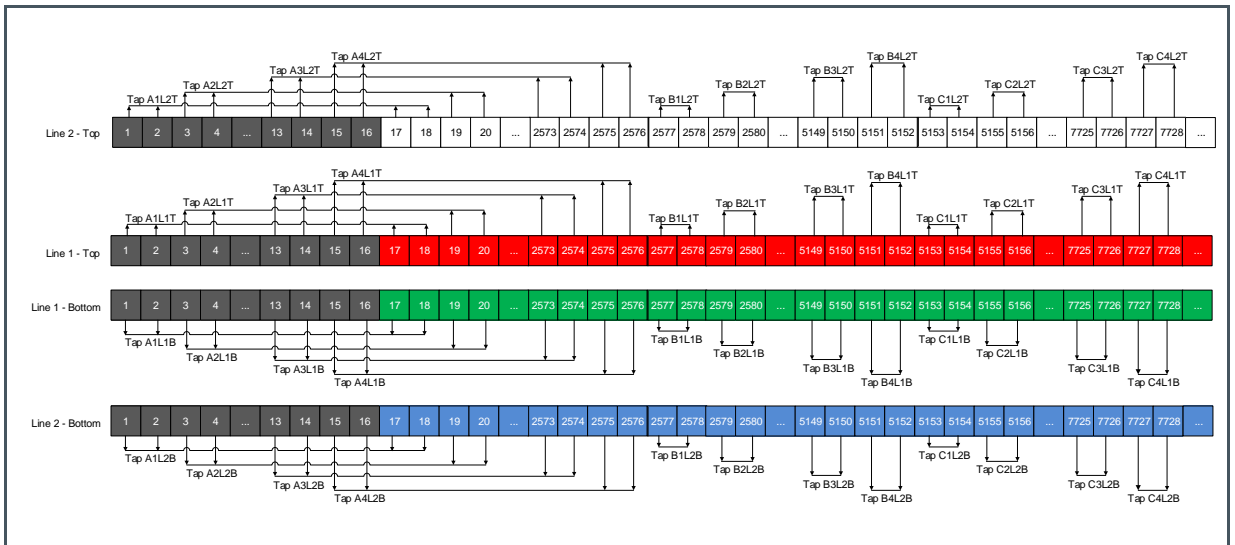 Tap A4L2T Tap B4L2T Tap C4L2T
Tap A3L2T Tap B3L2T Tap C3L2T
Tap A2L2T Tap B2L2T Tap C2L2T
Tap A1L2T Tap B1L2T Tap C1L2T
Line 2 - Top 1 2 3 4 ... 13 14 15 16 17 18 19 20 ... 2573 2574 2575 2576 2577 2578 2579 2580 ... 5149 5150 5151 5152 5153 5154 5155 5156 ... 7725 7726 7727 7728 ...
Tap A4L1T Tap B4L1T Tap C4L1T
Tap A3L1T Tap B3L1T Tap C3L1T
Tap A2L1T Tap B2L1T Tap C2L1T
Tap A1L1T Tap B1L1T Tap C1L1T
Line 1 - Top 1 2 3 4 ... 13 14 15 16 17 18 19 20 ... 2573 2574 2575 2576 2577 2578 2579 2580 ... 5149 5150 5151 5152 5153 5154 5155 5156 ... 7725 7726 7727 7728 ...
Line 1 - Bottom 1 2 3 4 ... 13 14 15 16 17 18 19 20 ... 2573 2574 2575 2576 2577 2578 2579 2580 ... 5149 5150 5151 5152 5153 5154 5155 5156 ... 7725 7726 7727 7728 ...
Tap A1L1B Tap B1L1B Tap C1L1B
Tap A2L1B Tap B2L1B Tap C2L1B
Tap A3L1B Tap B3L1B Tap C3L1B
Tap A4L1B Tap B4L1B Tap C4L1B
Line 2 - Bottom 1 2 3 4 ... 13 14 15 16 17 18 19 20 ... 2573 2574 2575 2576 2577 2578 2579 2580 ... 5149 5150 5151 5152 5153 5154 5155 5156 ... 7725 7726 7727 7728 ...
Tap A1L2B Tap B1L2B Tap C1L2B
Tap A2L2B Tap B2L2B Tap C2L2B
Tap A3L2B Tap B3L2B Tap C3L2B
Tap A4L2B Tap B4L2B Tap C4L2B